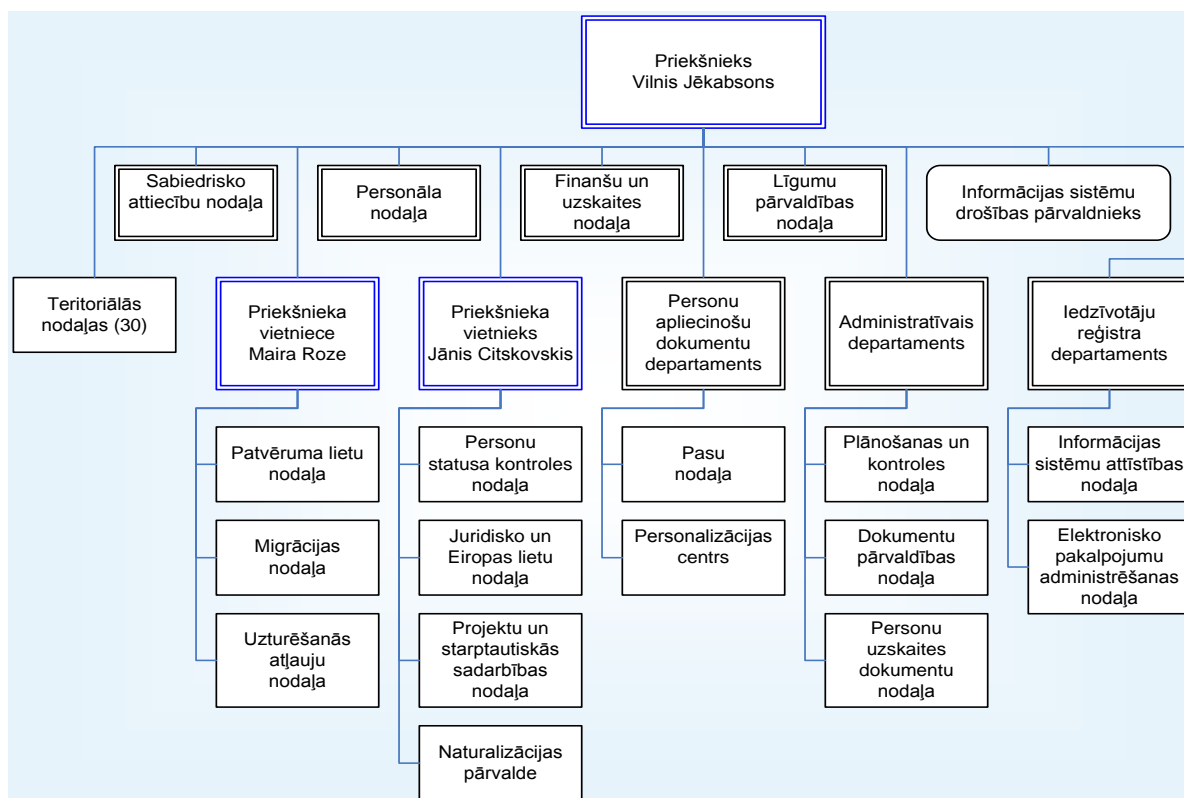 Priekšnieks
Vilnis Jēkabsons
Sabiedrisko
attiecību nodaļa
Personāla
nodaļa
Finanšu un
uzskaites
nodaļa
Līgumu
pārvaldības
nodaļa
Informācijas sistēmu
drošības pārvaldnieks
Teritoriālās
nodaļas (30)
Priekšnieka
vietniece
Maira Roze
Priekšnieka
vietnieks
Jānis Citskovskis
Personu
apliecinošu
dokumentu
departaments
Administratīvais
departaments
Iedzīvotāju
reģistra
departaments
Patvēruma lietu
nodaļa
Migrācijas
nodaļa
Uzturēšanās
atļauju
nodaļa
Personu
statusa kontroles
nodaļa
Juridisko un
Eiropas lietu
nodaļa
Projektu un
starptautiskās
sadarbības
nodaļa
Naturalizācijas
pārvalde
Pasu
nodaļa
Personalizācijas
centrs
Plānošanas un
kontroles
nodaļa
Dokumentu
pārvaldības
nodaļa
Personu
uzskaites
dokumentu
nodaļa
Informācijas
sistēmu attīstības
nodaļa
Elektronisko
pakalpojumu
administrēšanas
nodaļa